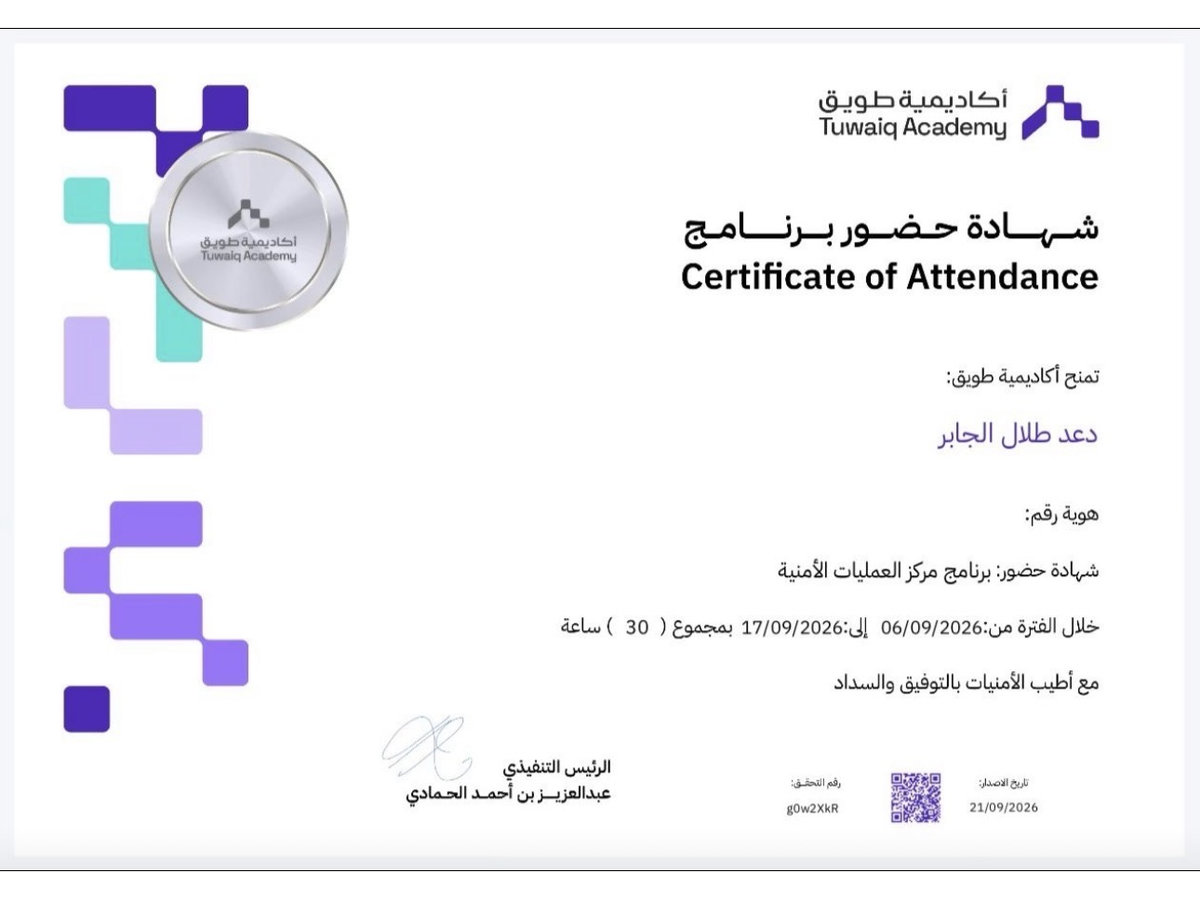 أكاديمية طويق
Tuwaiq Academy
أكاديمية طويق
Tuwaiq Academy
شهادة حضور برنامج
Certificate of Attendance
تمنح أكاديمية طويق:
دعد طلال الجابر
هوية رقم:
شهادة حضور: برنامج مركز العمليات الأمنية
خلال الفترة من:06/09/2026 إلى:17/09/2026 بمجموع ( 30 ) ساعة
مع أطيب الأمنيات بالتوفيق والسداد
تاريخ الاصدار:
21/09/2026
رقم التحقق:
g0w2XkR
الرئيس التنفيذي
عبدالعزيز بن أحمد الحمادي